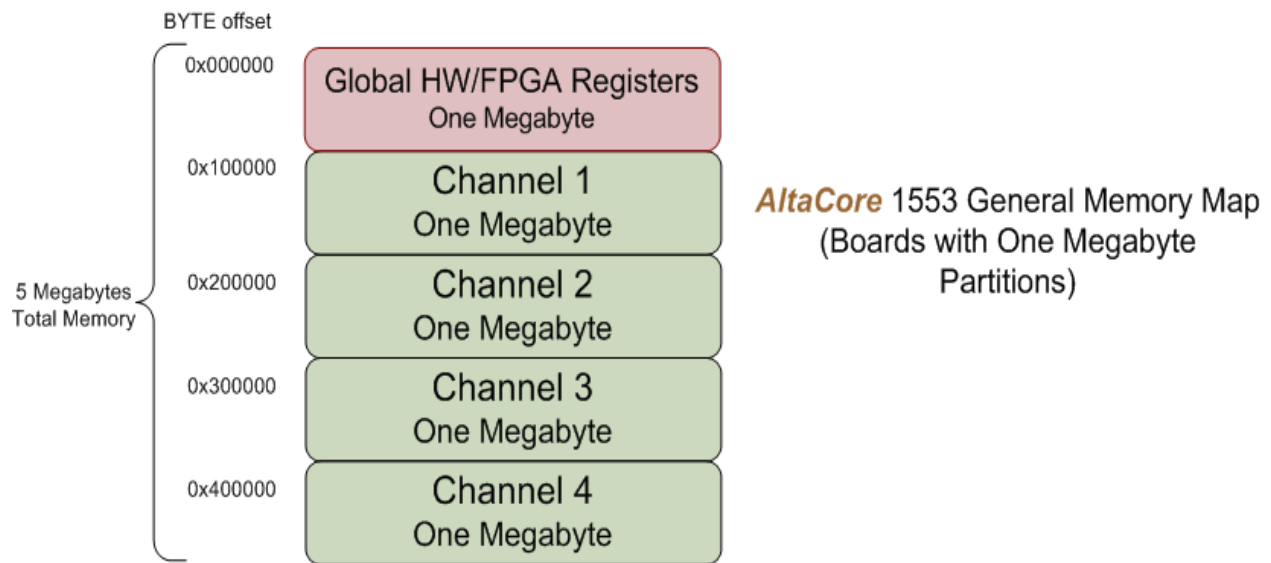 BYTE offset
0x000000
Global HW/FPGA Registers
One Megabyte
0x100000
Channel 1
One Megabyte
AltaCore 1553 General Memory Map
(Boards with One Megabyte
Partitions)
5 Megabytes
Total Memory
0x200000
Channel 2
One Megabyte
0x300000
Channel 3
One Megabyte
0x400000
Channel 4
One Megabyte